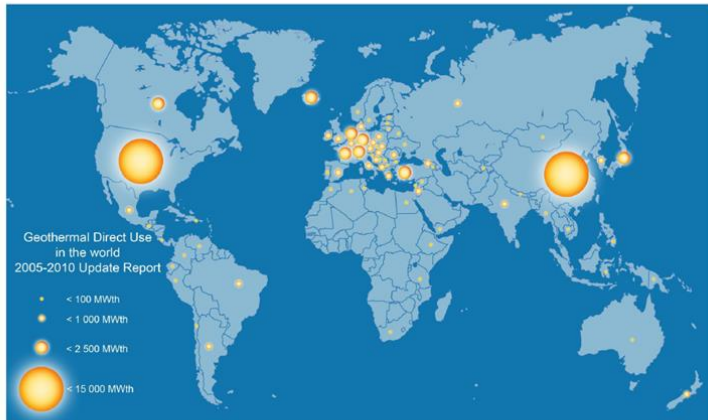 Geothermal Direct Use
in the world
2005-2010 Update Report
< 100 MWth
< 1 000 MWth
< 2 500 MWth
< 15 000 MWth